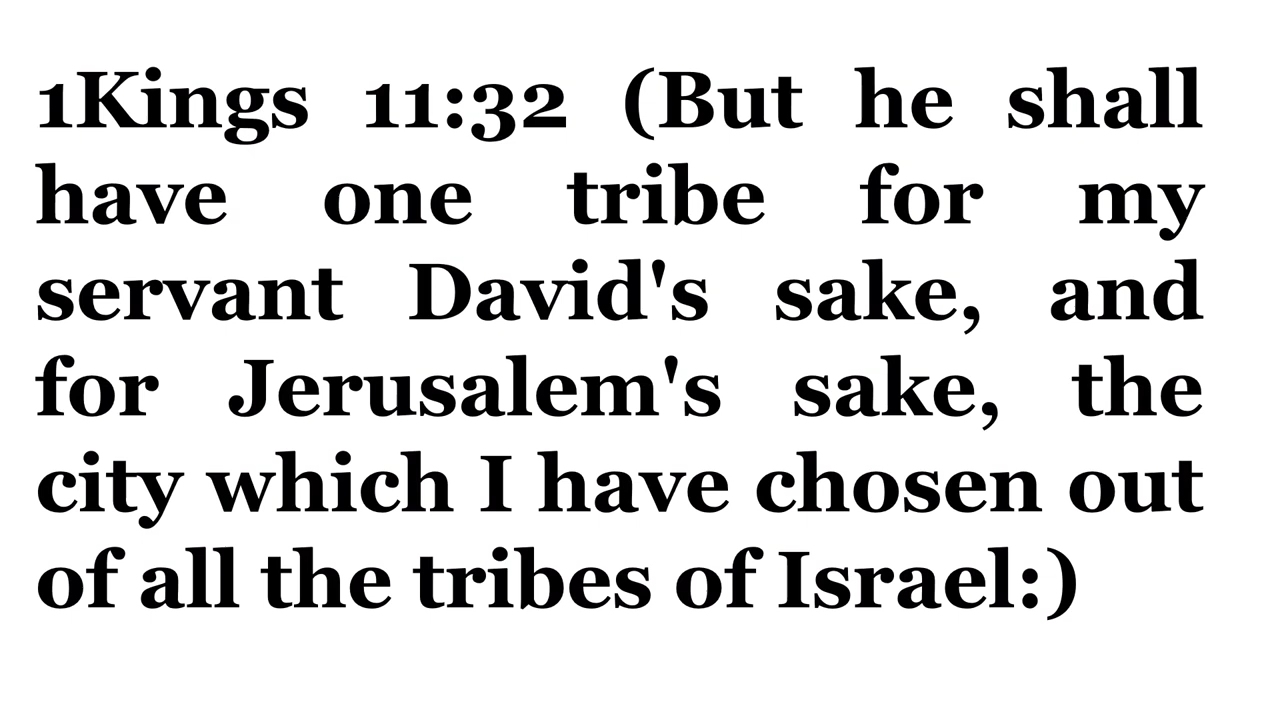 1Kings 11:32 (But he shall
have one tribe for my
servant David's sake, and
for Jerusalem's sake, the
city which I have chosen out
of all the tribes of Israel:)